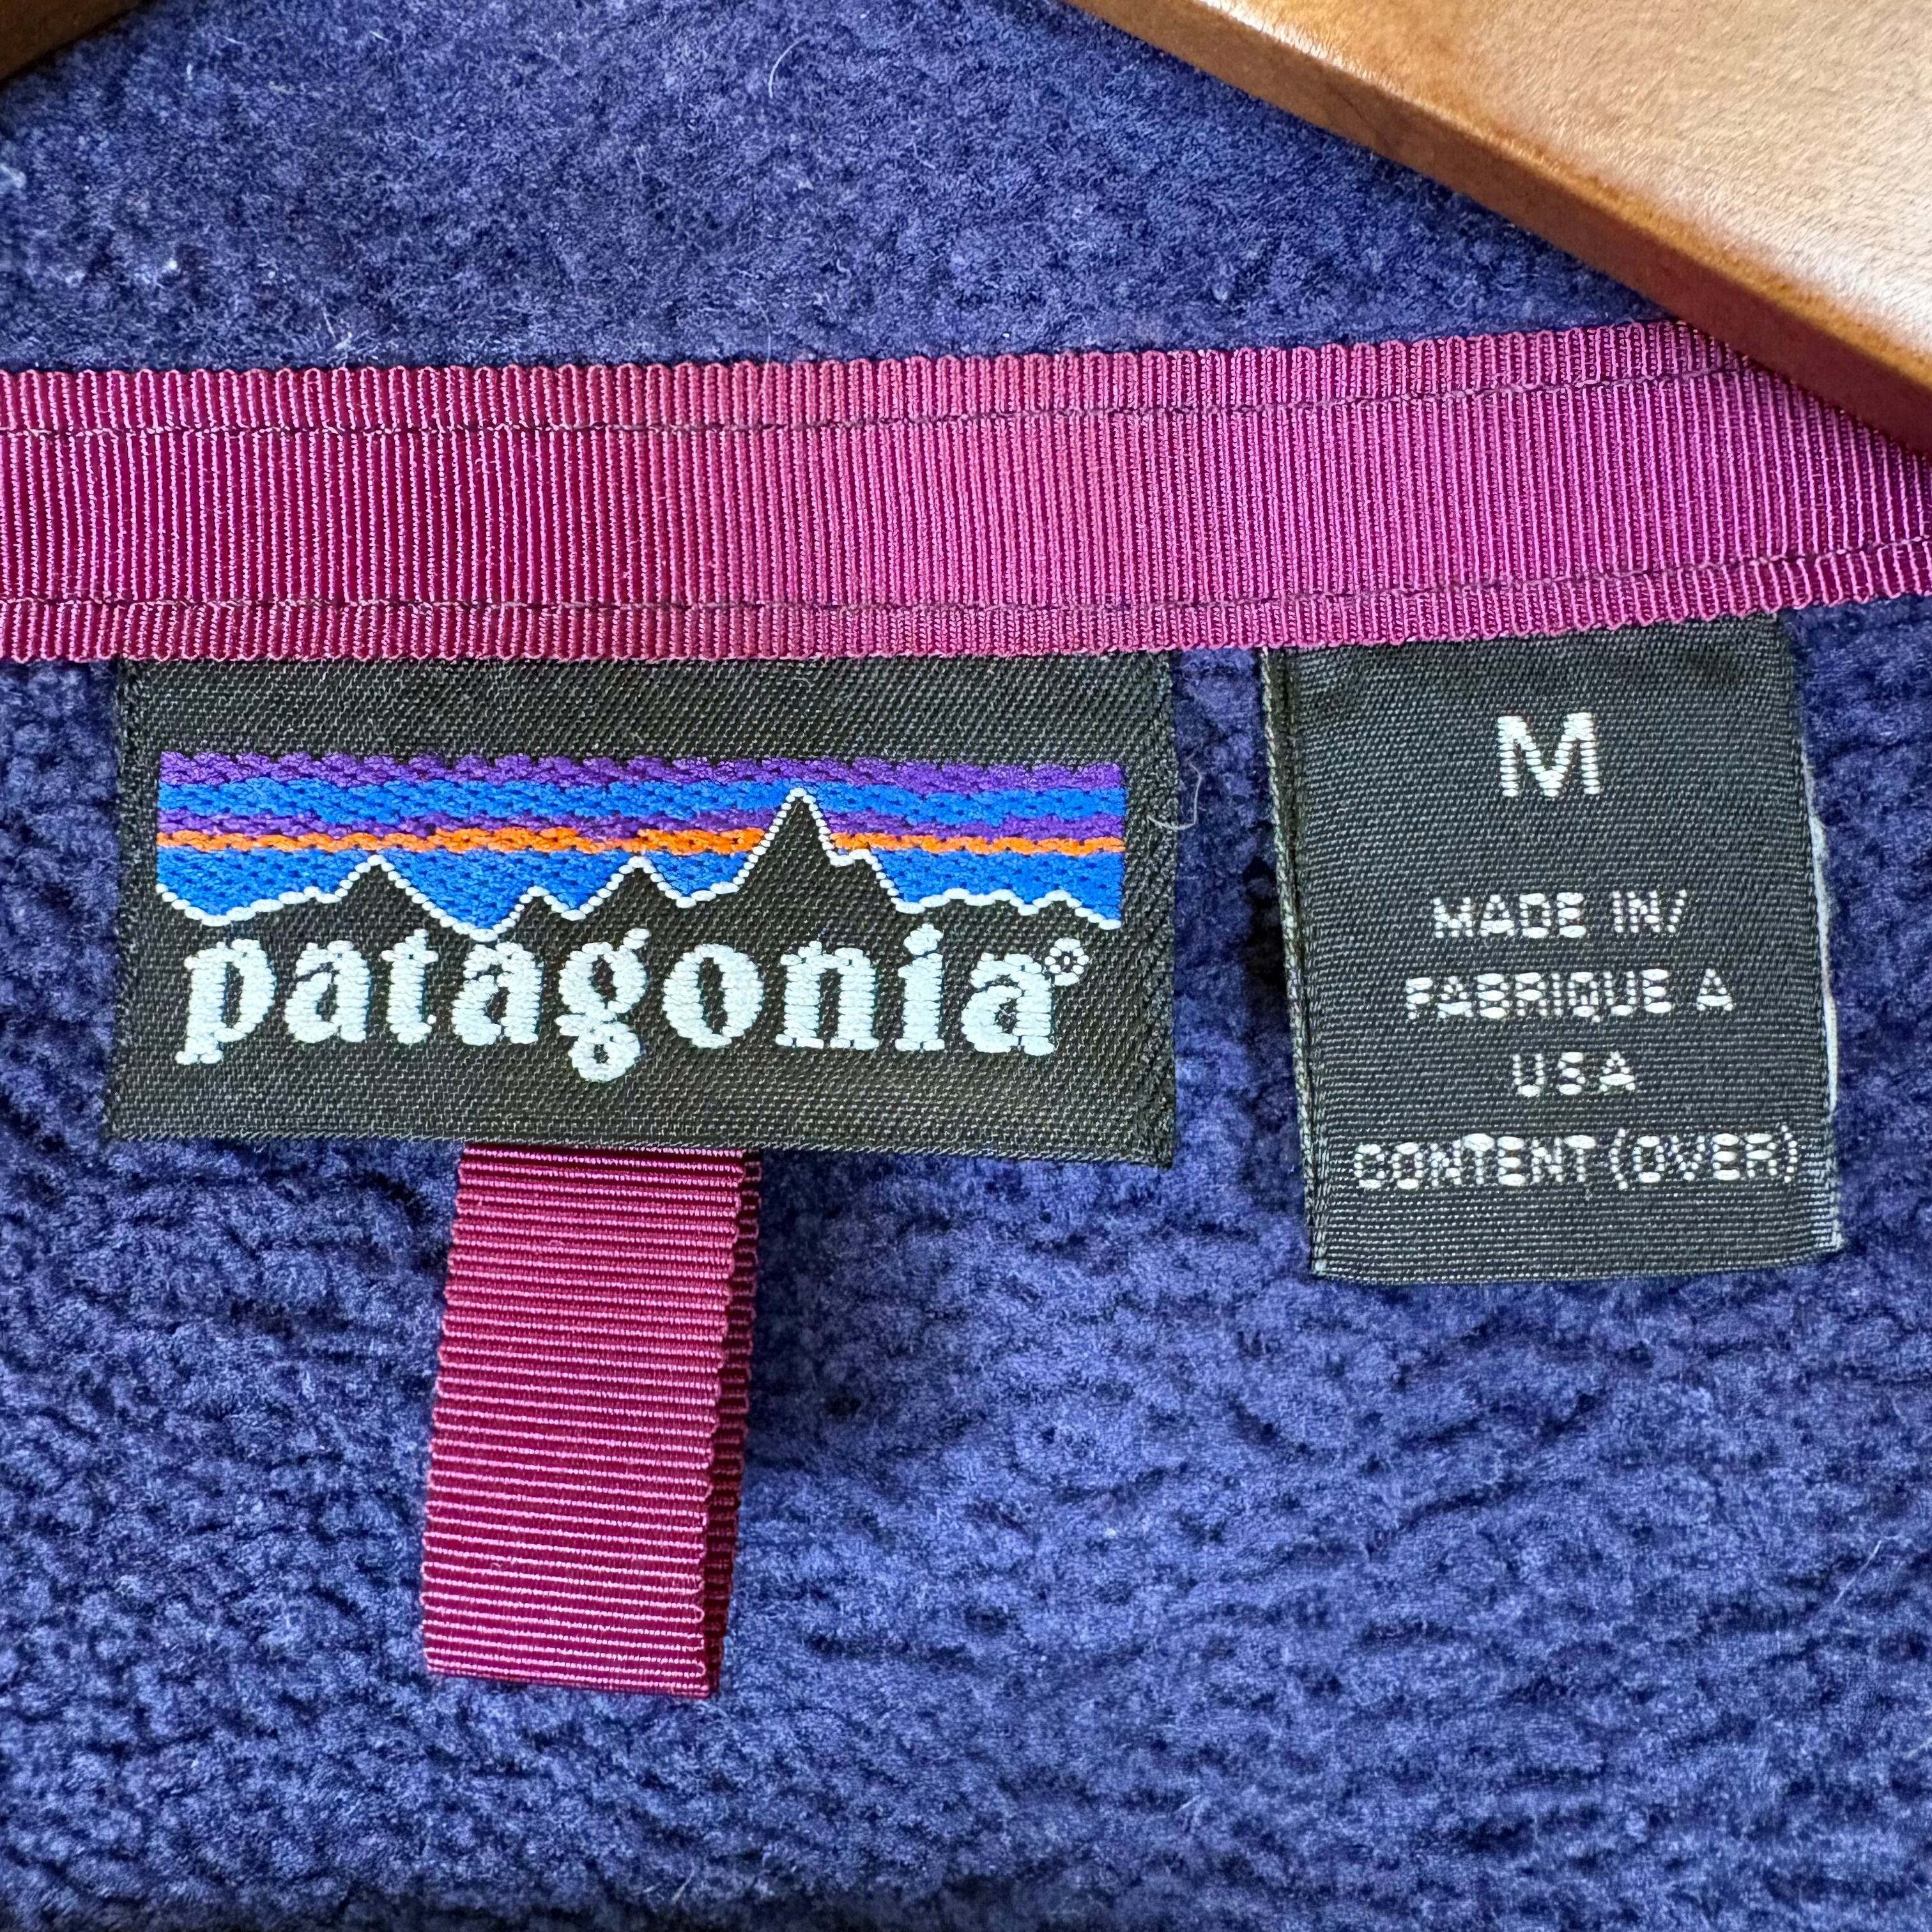 patagonia®
M
MADE IN/
FABRIQUE A
USA
CONTENT (OVER)